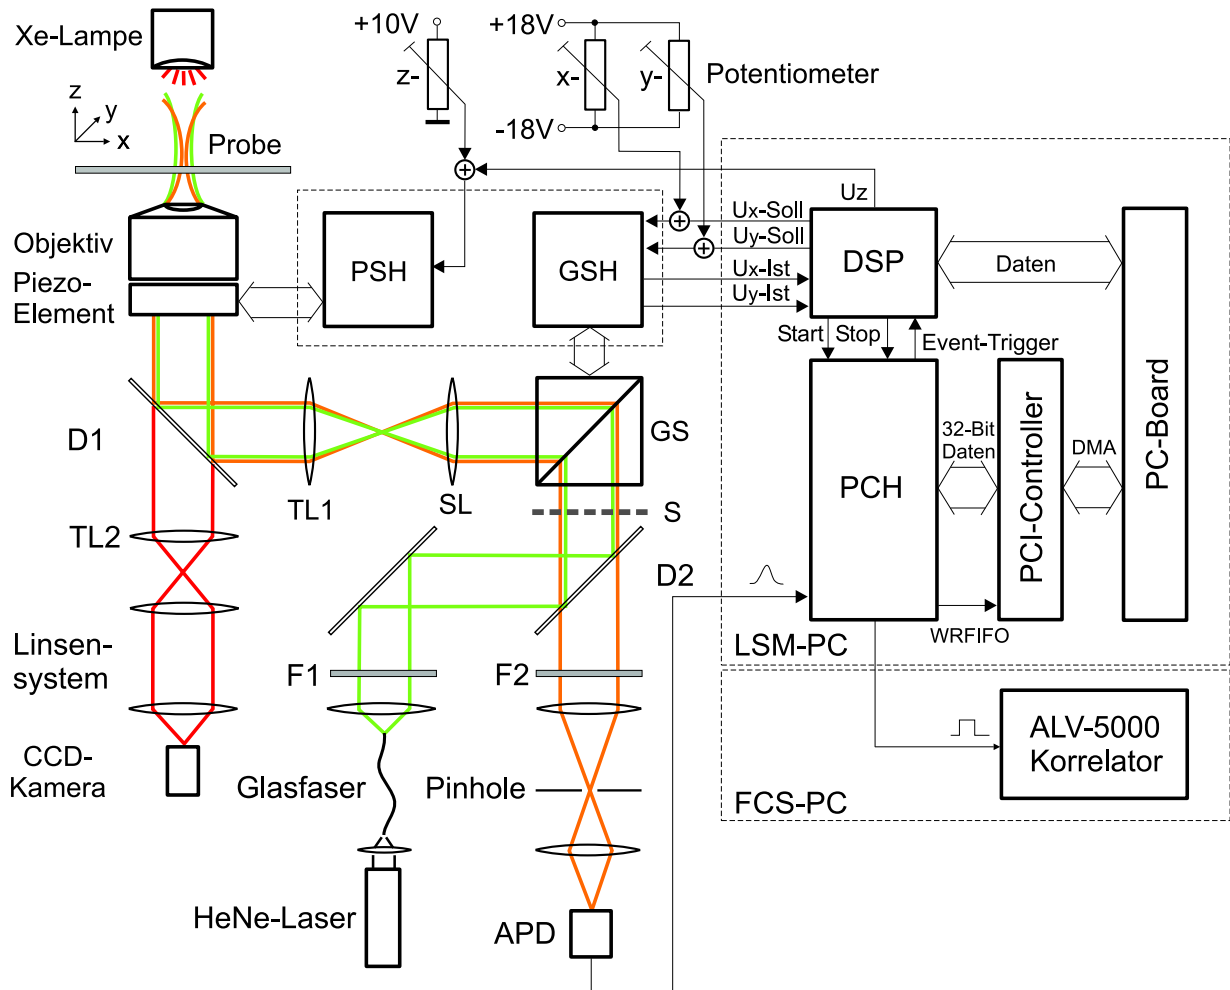 Xe-Lampe
+10V
+18V
z-
x-
y-
Potentiometer
-18V
z
y
x
Probe
Uz
Ux-Soll
Uy-Soll
Ux-Ist
Uy-Ist
Objektiv
Piezo-
Element
PSH
GSH
DSP
Daten
PC-Board
Start
Stop
Event-Trigger
D1
TL1
SL
GS
S
PCH
32-Bit
Daten
PCI-Controller
DMA
TL2
D2
WRFIFO
LSM-PC
Linsen-
system
F1
F2
CCD-
Kamera
Glasfaser
Pinhole
ALV-5000
Korrelator
FCS-PC
HeNe-Laser
APD